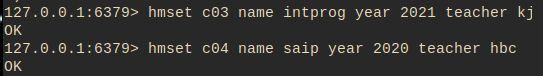 127.0.0.1:6379> hmset c03 name intprog year 2021 teacher kj
OK
127.0.0.1:6379> hmset c04 name saip year 2020 teacher hbc
OK